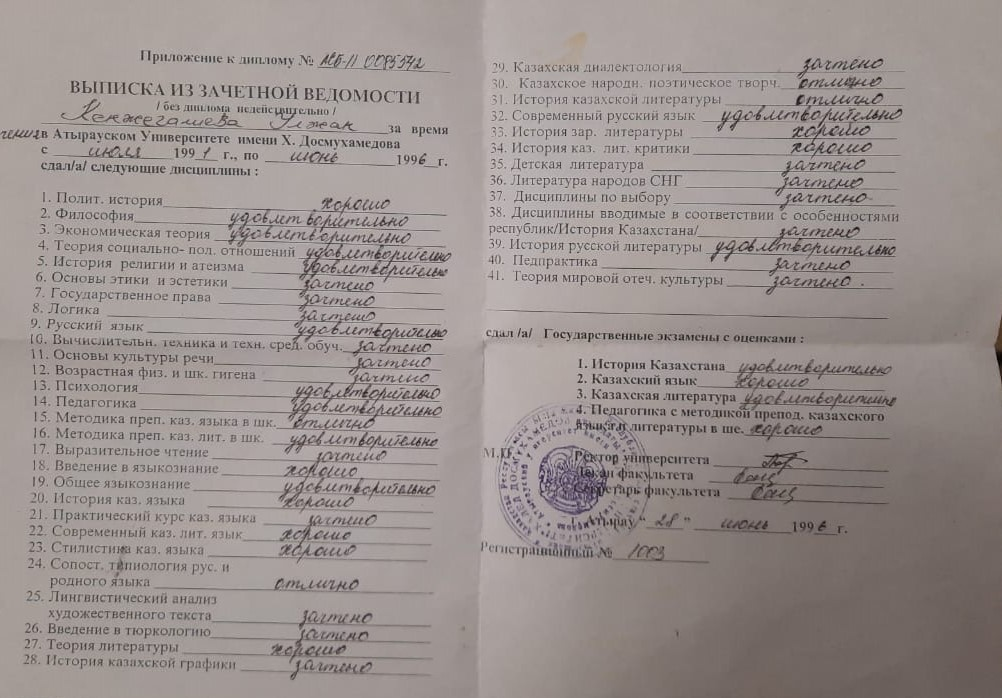 Приложение к диплому № ЖБ-II 0085542
ВЫПИСКА ИЗ ЗАЧЕТНОЙ ВЕДОМОСТИ
/ без диплома недействительно /
Кенжегалиева Улжан за время
в Атырауском Университете имени Х. Досмухамедова
с июля 1991 г., по июнь 1996 г.
сдал/а/ следующие дисциплины :
1. Полит. история хорошо
2. Философия удовлетворительно
3. Экономическая теория удовлетворительно
4. Теория социально- пол. отношений удовлетворительно
5. История религии и атеизма удовлетворительно
6. Основы этики и эстетики зачтено
7. Государственное права зачтено
8. Логика зачтено
9. Русский язык удовлетворительно
10. Вычислительн. техника и техн. сред. обуч. зачтено
11. Основы культуры речи зачтено
12. Возрастная физ. и шк. гигена зачтено
13. Психология удовлетворительно
14. Педагогика удовлетворительно
15. Методика преп. каз. языка в шк. отлично
16. Методика преп. каз. лит. в шк. удовлетворительно
17. Выразительное чтение зачтено
18. Введение в языкознание хорошо
19. Общее языкознание удовлетворительно
20. История каз. языка хорошо
21. Практический курс каз. языка зачтено
22. Современный каз. лит. язык хорошо
23. Стилистика каз. языка хорошо
24. Сопост. типиология рус. и
родного языка отлично
25. Лингвистический анализ
художественного текста зачтено
26. Введение в тюркологию зачтено
27. Теория литературы хорошо
28. История казахской графики зачтено
29. Казахская диалектология зачтено
30. Казахское народн. поэтическое творч. отлично
31. История казахской литературы отлично
32. Современный русский язык удовлетворительно
33. История зар. литературы хорошо
34. История каз. лит. критики хорошо
35. Детская литература зачтено
36. Литература народов СНГ зачтено
37. Дисциплины по выбору зачтено
38. Дисциплины вводимые в соответствии с особенностями
республик/История Казахстана/ зачтено
39. История русской литературы удовлетворительно
40. Педпрактика зачтено
41. Теория мировой отеч. культуры зачтено.
сдал /а/ Государственные экзамены с оценками :
1. История Казахстана удовлетворительно
2. Казахский язык хорошо
3. Казахская литература удовлетворительно
4. Педагогика с методикой препод. казахского
языка и литературы в ше. хорошо
М.П.
Ректор университета
Декан факультета
Секретарь факультета
г. Атырау " 28 " июнь 1996 г.
Регистрационный № 1003